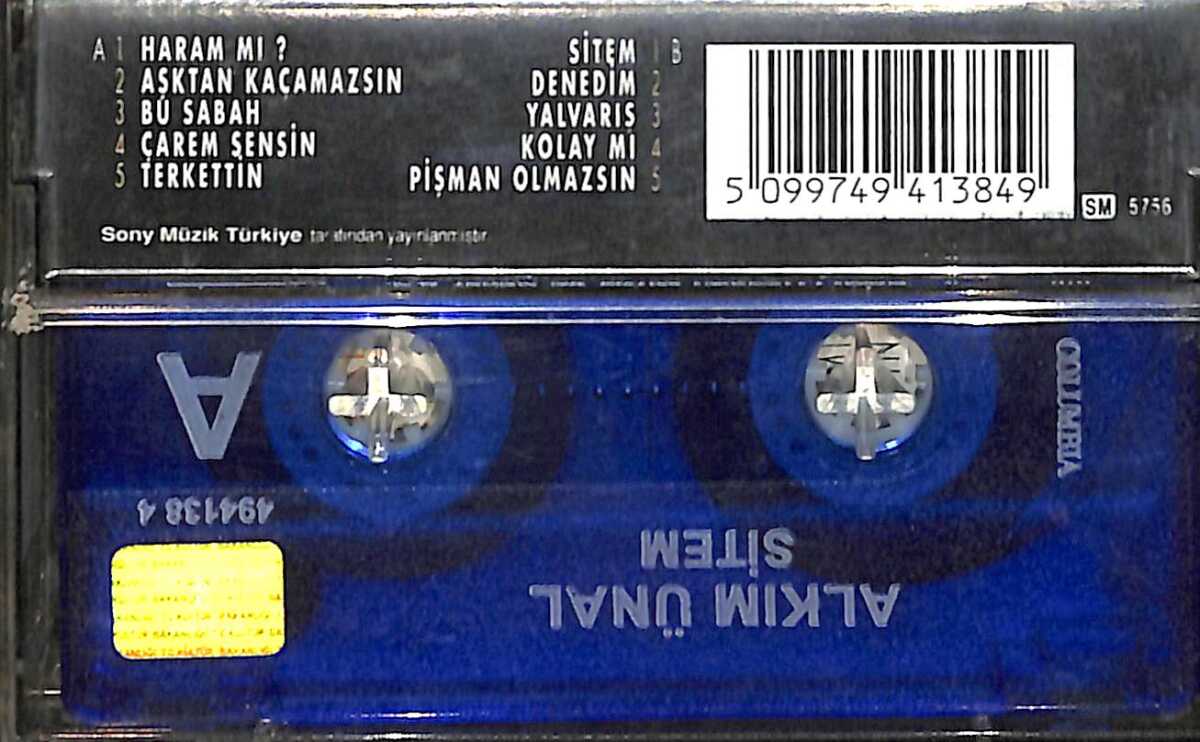 A 1 HARAM MI ?
2 AŞKTAN KAÇAMAZSIN
3 BU SABAH
4 ÇAREM SENSİN
5 TERKETTİN
SİTEM 1 B
DENEDİM 2
YALVARIŞ 3
KOLAY MI 4
PİŞMAN OLMAZSIN 5
5 099749 413849
SM 5756
Sony Müzik Türkiye tarafından yayınlanmıştır
A
COLUMBIA
494138 4
SİTEM
ALKIM ÜNAL